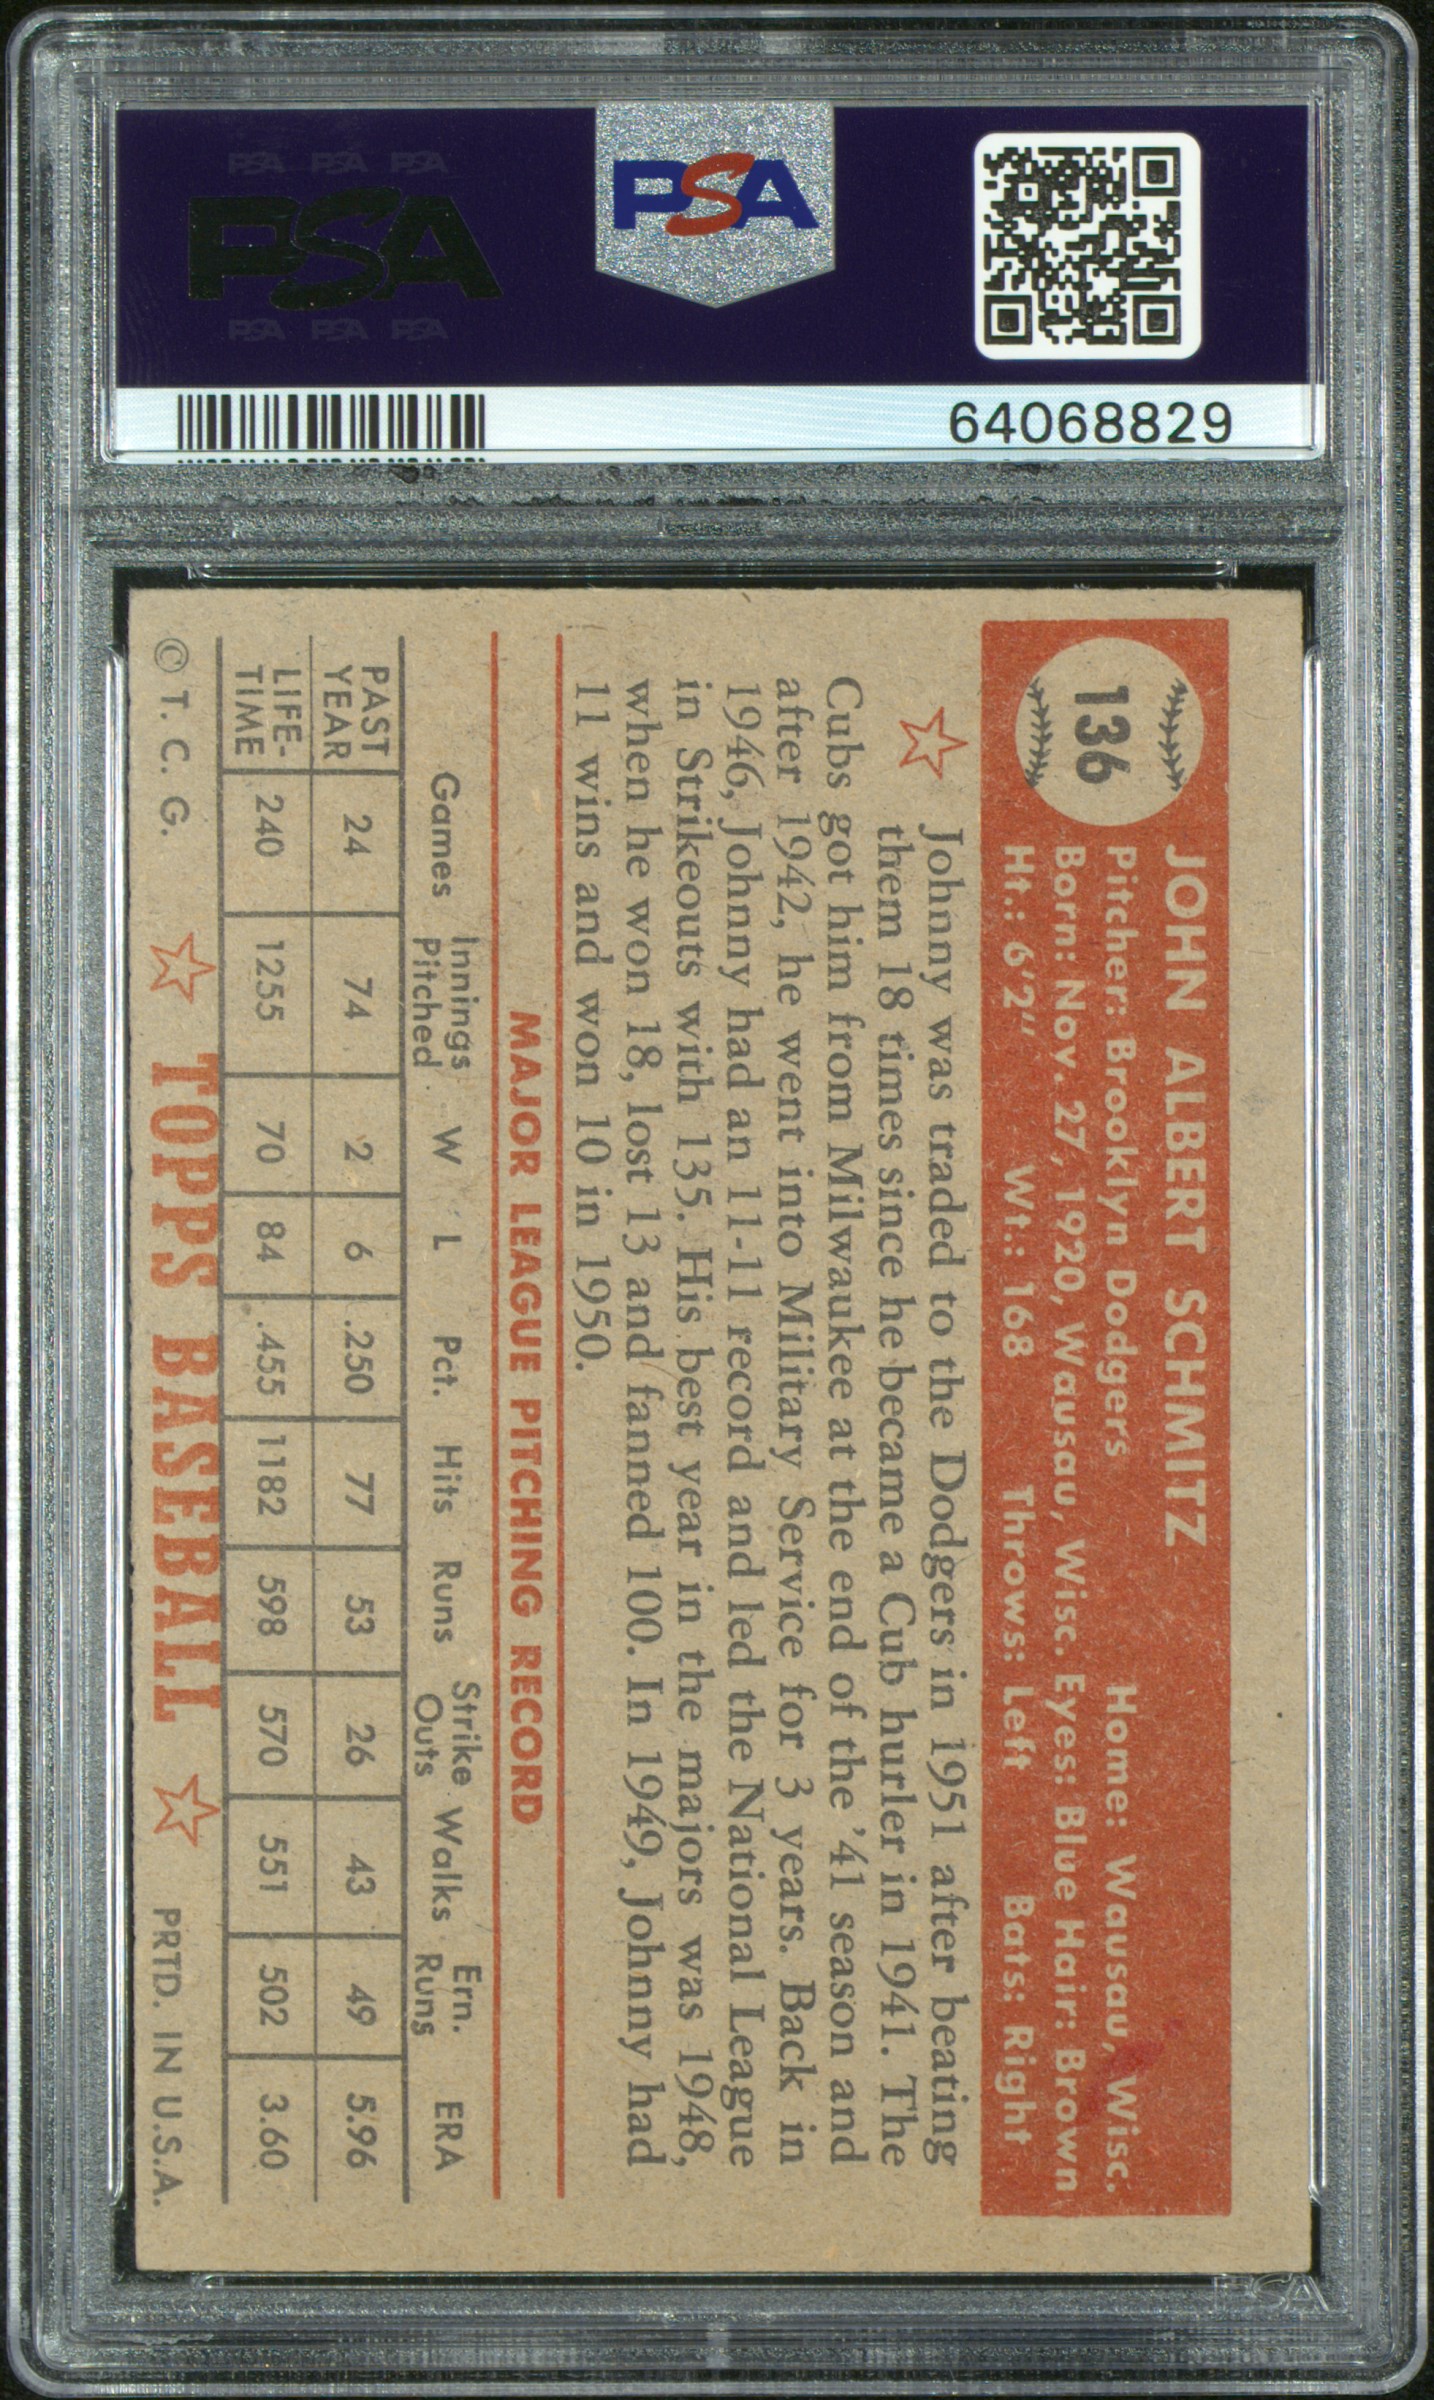 PSA PSA PSA
PSA
PSA PSA PSA
PSA
64068829
136
JOHN ALBERT SCHMITZ
Pitcher: Brooklyn Dodgers Home: Wausau, Wisc.
Born: Nov. 27, 1920, Wausau, Wisc. Eyes: Blue Hair: Brown
Ht.: 6'2" Wt.: 168 Throws: Left Bats: Right
Johnny was traded to the Dodgers in 1951 after beating
them 18 times since he became a Cub hurler in 1941. The
Cubs got him from Milwaukee at the end of the '41 season and
after 1942, he went into Military Service for 3 years. Back in
1946, Johnny had an 11-11 record and led the National League
in Strikeouts with 135. His best year in the majors was 1948,
when he won 18, lost 13 and fanned 100. In 1949, Johnny had
11 wins and won 10 in 1950.
MAJOR LEAGUE PITCHING RECORD
Games Innings Pitched W L Pct. Hits Runs Strike Outs Walks Ern. Runs ERA
PAST YEAR 24 74 2 6 .250 77 53 26 43 49 5.96
LIFE-TIME 240 1255 70 84 .455 1182 598 570 551 502 3.60
© T. C. G. TOPPS BASEBALL PRTD. IN U.S.A.
PSA